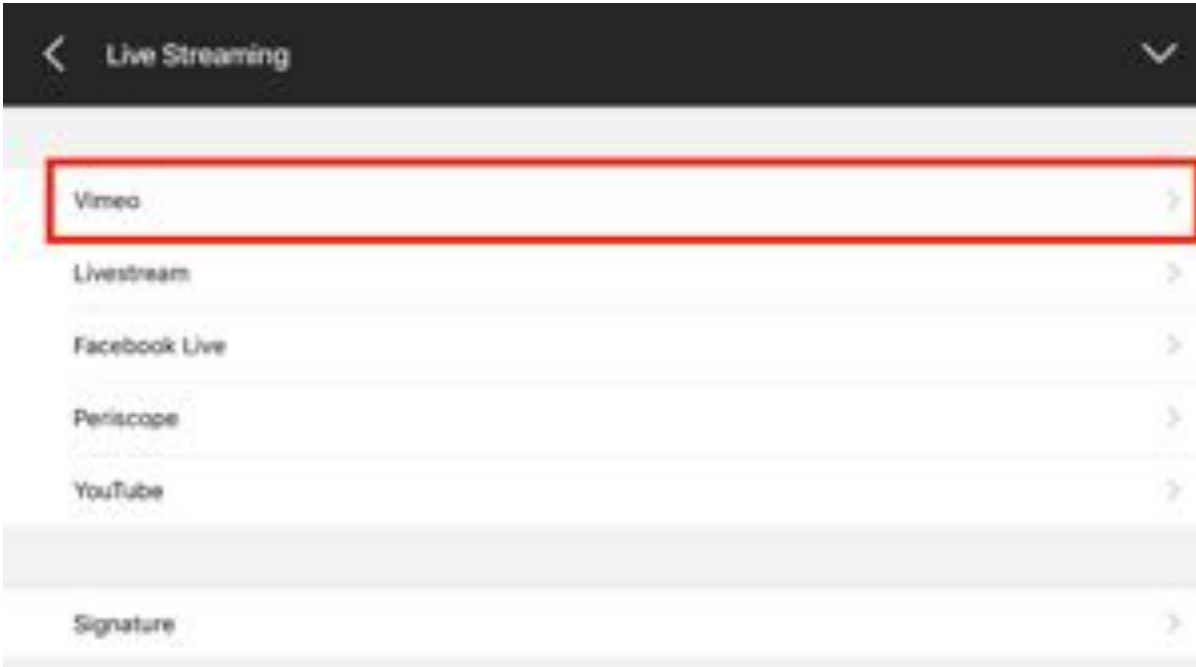 Live Streaming
Vimeo
Livestream
Facebook Live
Periscope
YouTube
Signature